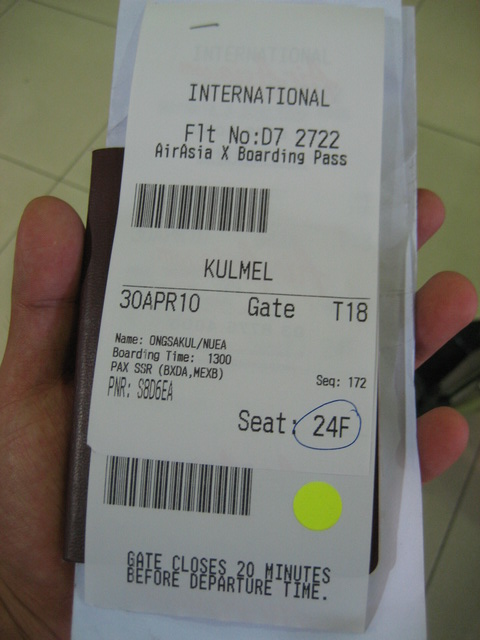 INTERNATIONAL
Flt No:D7 2722
AirAsia X Boarding Pass
KULMEL
30APR10 Gate T18
Name: ONGSAKUL/NUEA
Boarding Time: 1300
PAX SSR (BXDA,MEXB)
Seq: 172
PNR: S8D6EA
Seat: 24F
GATE CLOSES 20 MINUTES
BEFORE DEPARTURE TIME.